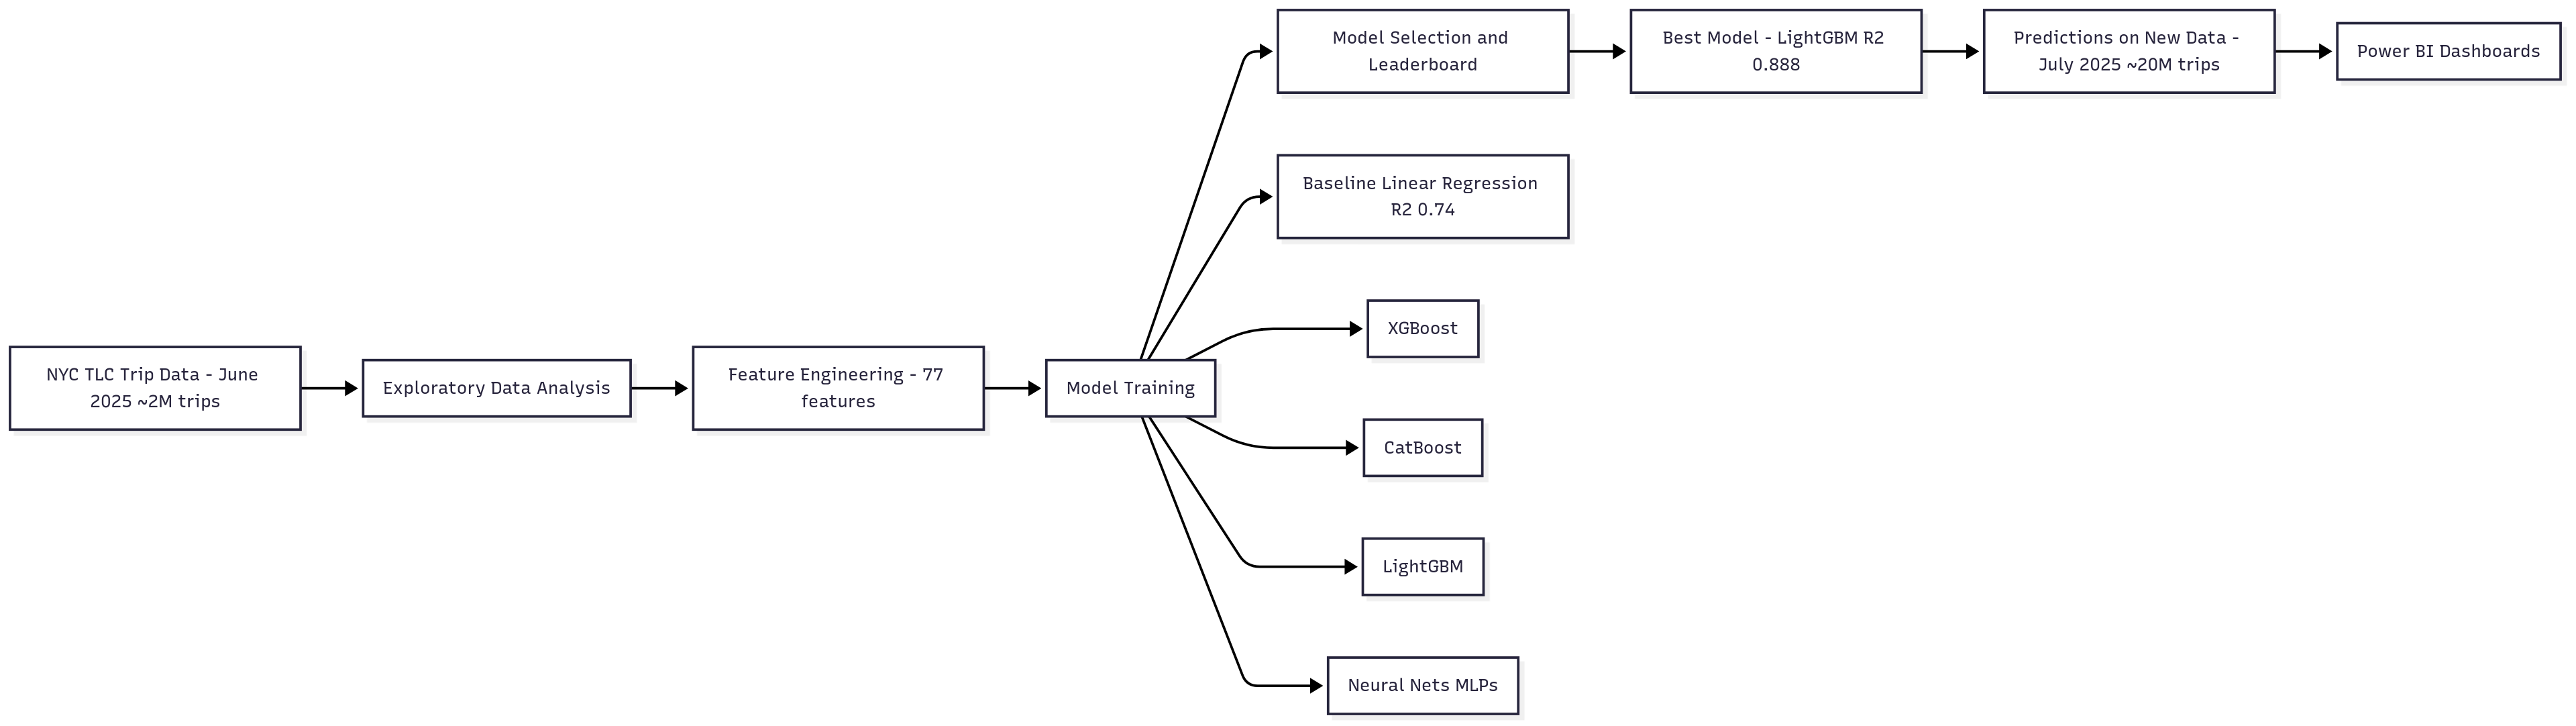 Model Selection and
Leaderboard
Best Model - LightGBM R2
0.888
Predictions on New Data -
July 2025 ~20M trips
Power BI Dashboards
Baseline Linear Regression
R2 0.74
XGBoost
NYC TLC Trip Data - June
2025 ~2M trips
Exploratory Data Analysis
Feature Engineering - 77
features
Model Training
CatBoost
LightGBM
Neural Nets MLPs